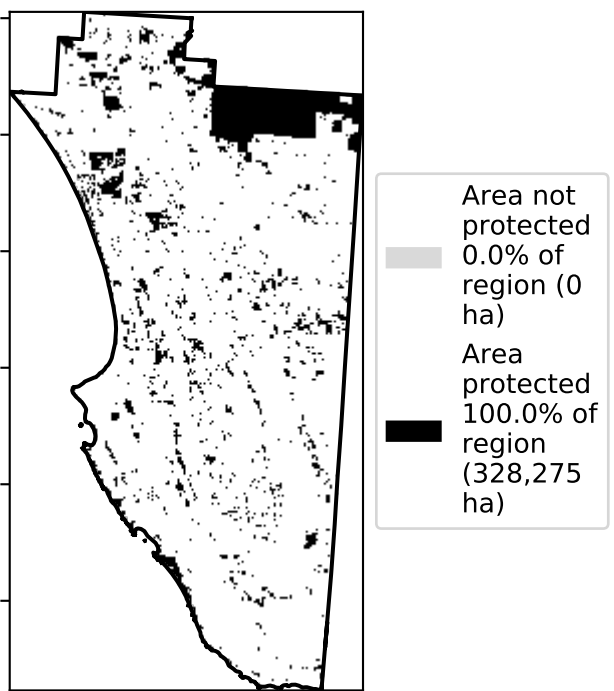 Area not
protected
0.0% of
region (0
ha)
Area
protected
100.0% of
region
(328,275
ha)